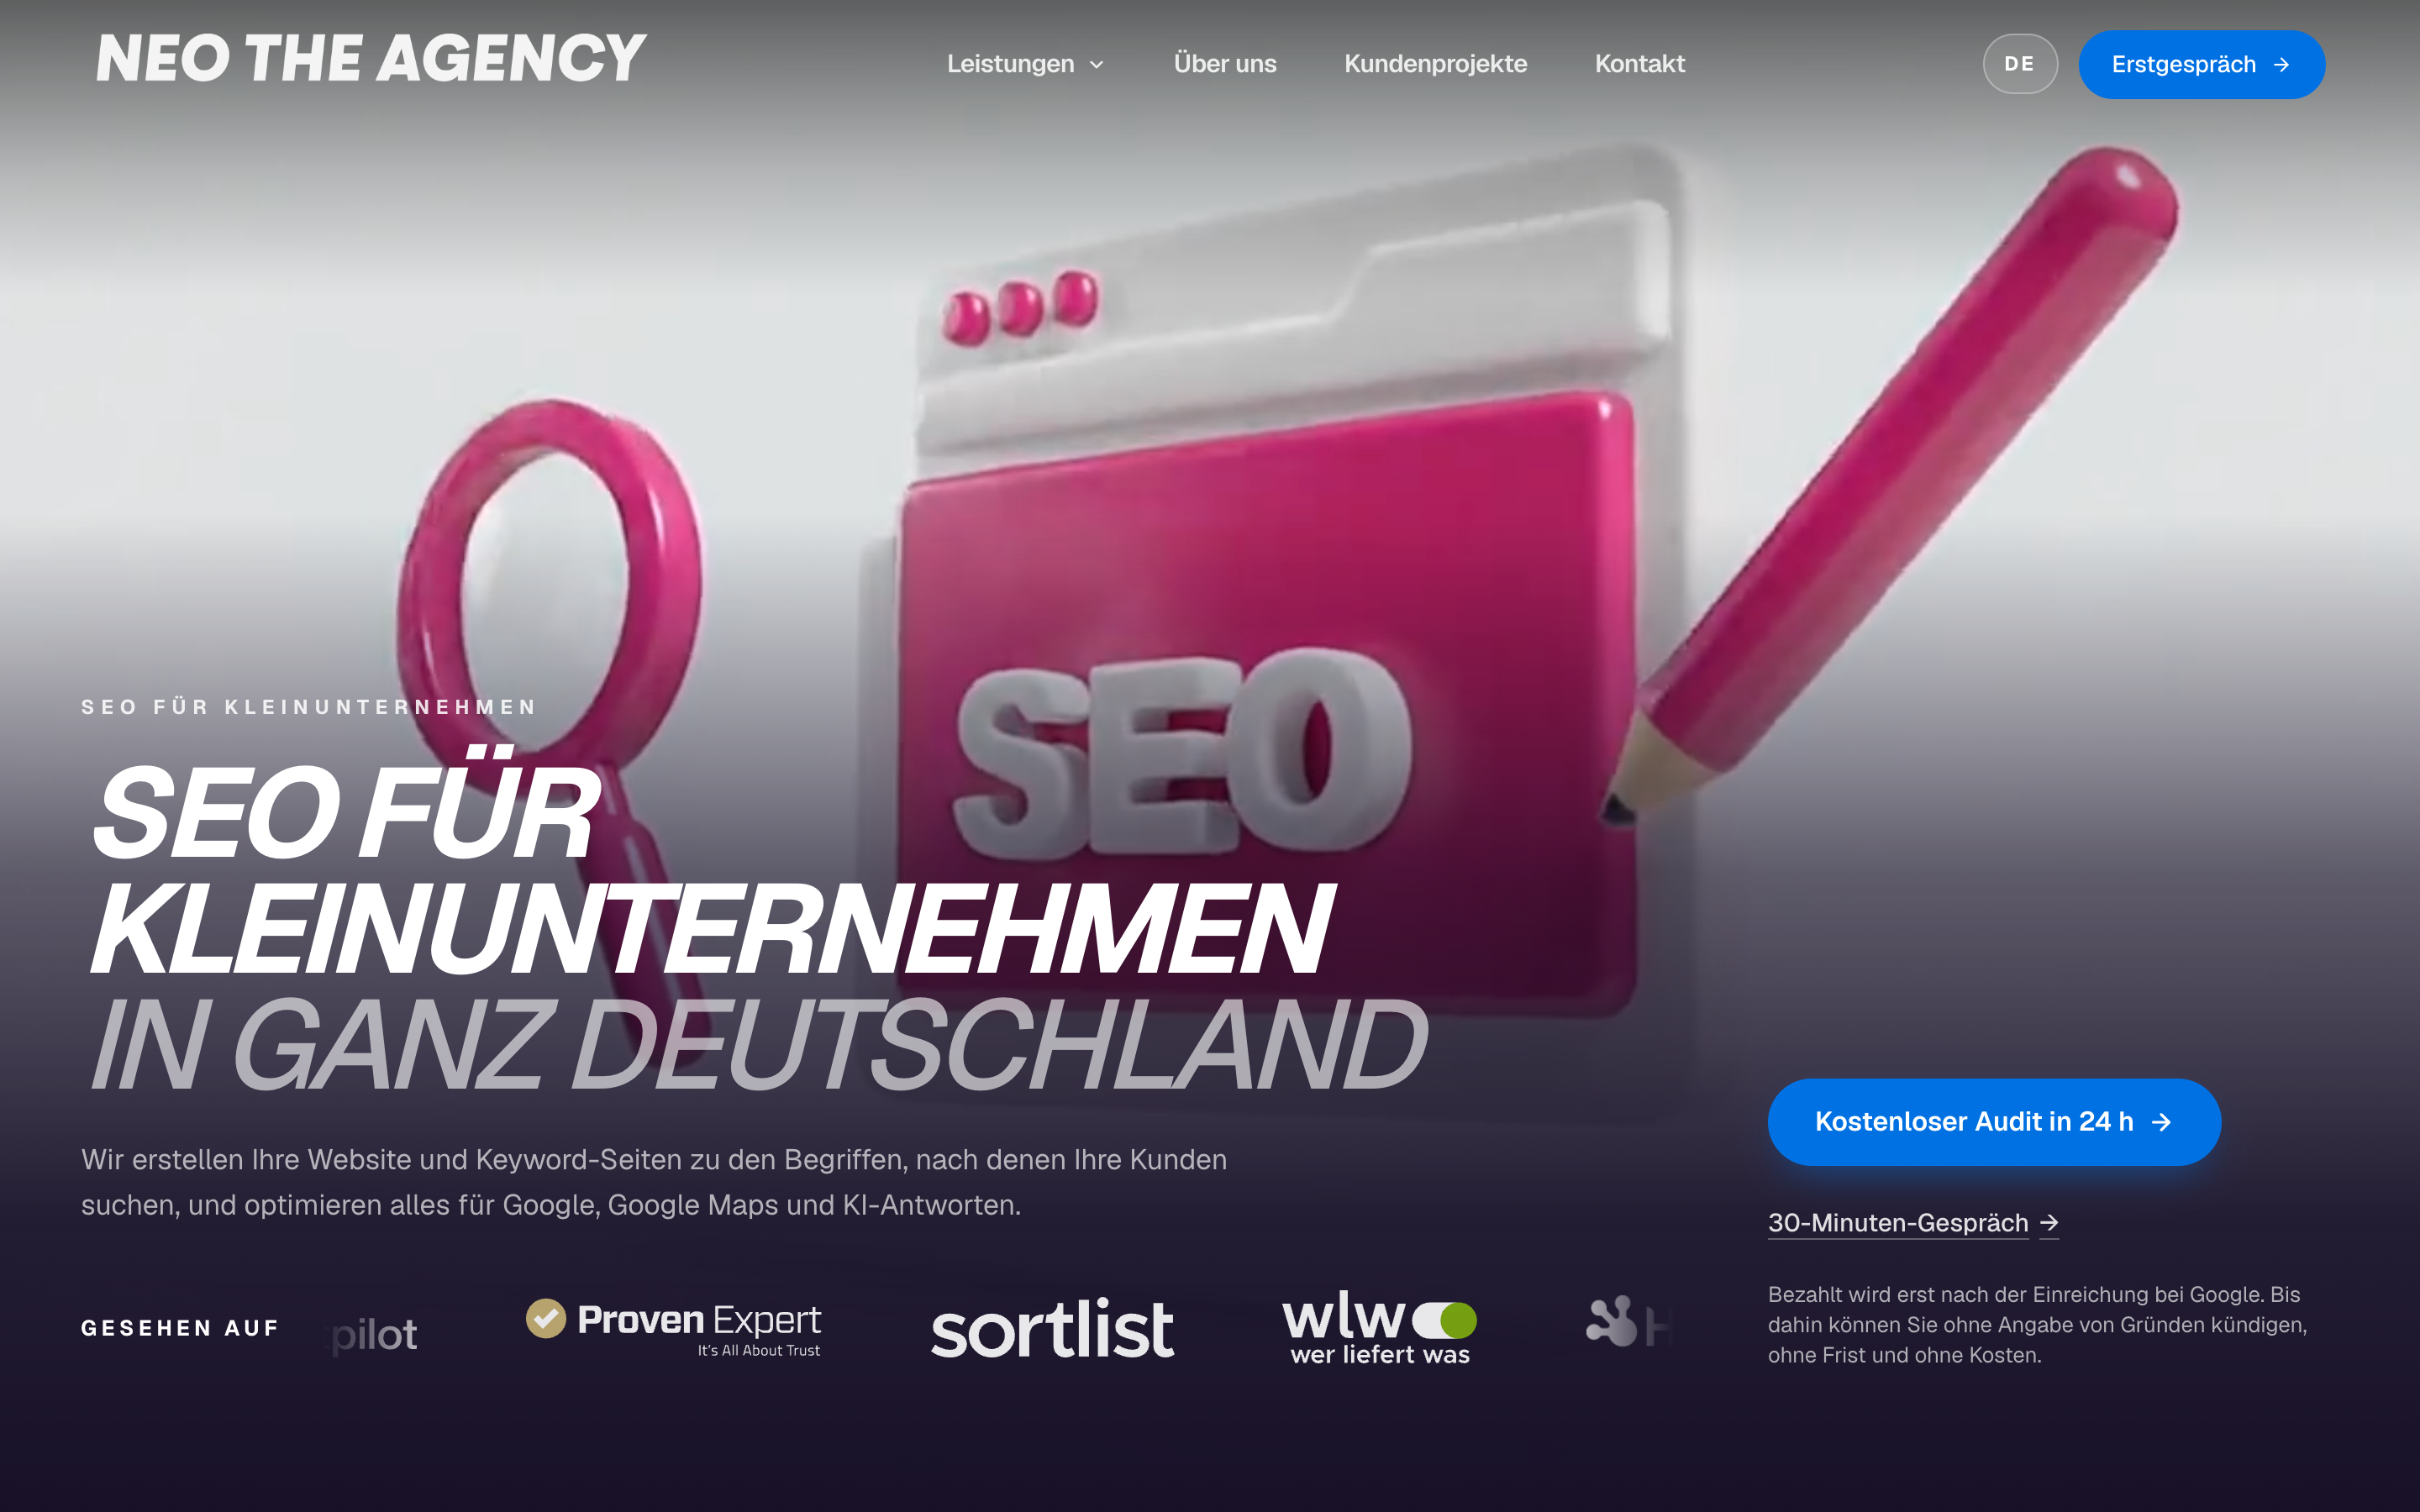 NEO THE AGENCY
Leistungen
Über uns
Kundenprojekte
Kontakt
DE
Erstgespräch →
SEO
SEO FÜR KLEINUNTERNEHMEN
SEO FÜR
KLEINUNTERNEHMEN
IN GANZ DEUTSCHLAND
Wir erstellen Ihre Website und Keyword-Seiten zu den Begriffen, nach denen Ihre Kunden
suchen, und optimieren alles für Google, Google Maps und KI-Antworten.
Kostenloser Audit in 24 h →
30-Minuten-Gespräch →
Bezahlt wird erst nach der Einreichung bei Google. Bis
dahin können Sie ohne Angabe von Gründen kündigen,
ohne Frist und ohne Kosten.
GESEHEN AUF
pilot
Proven Expert
It's All About Trust
sortlist
wlw
wer liefert was